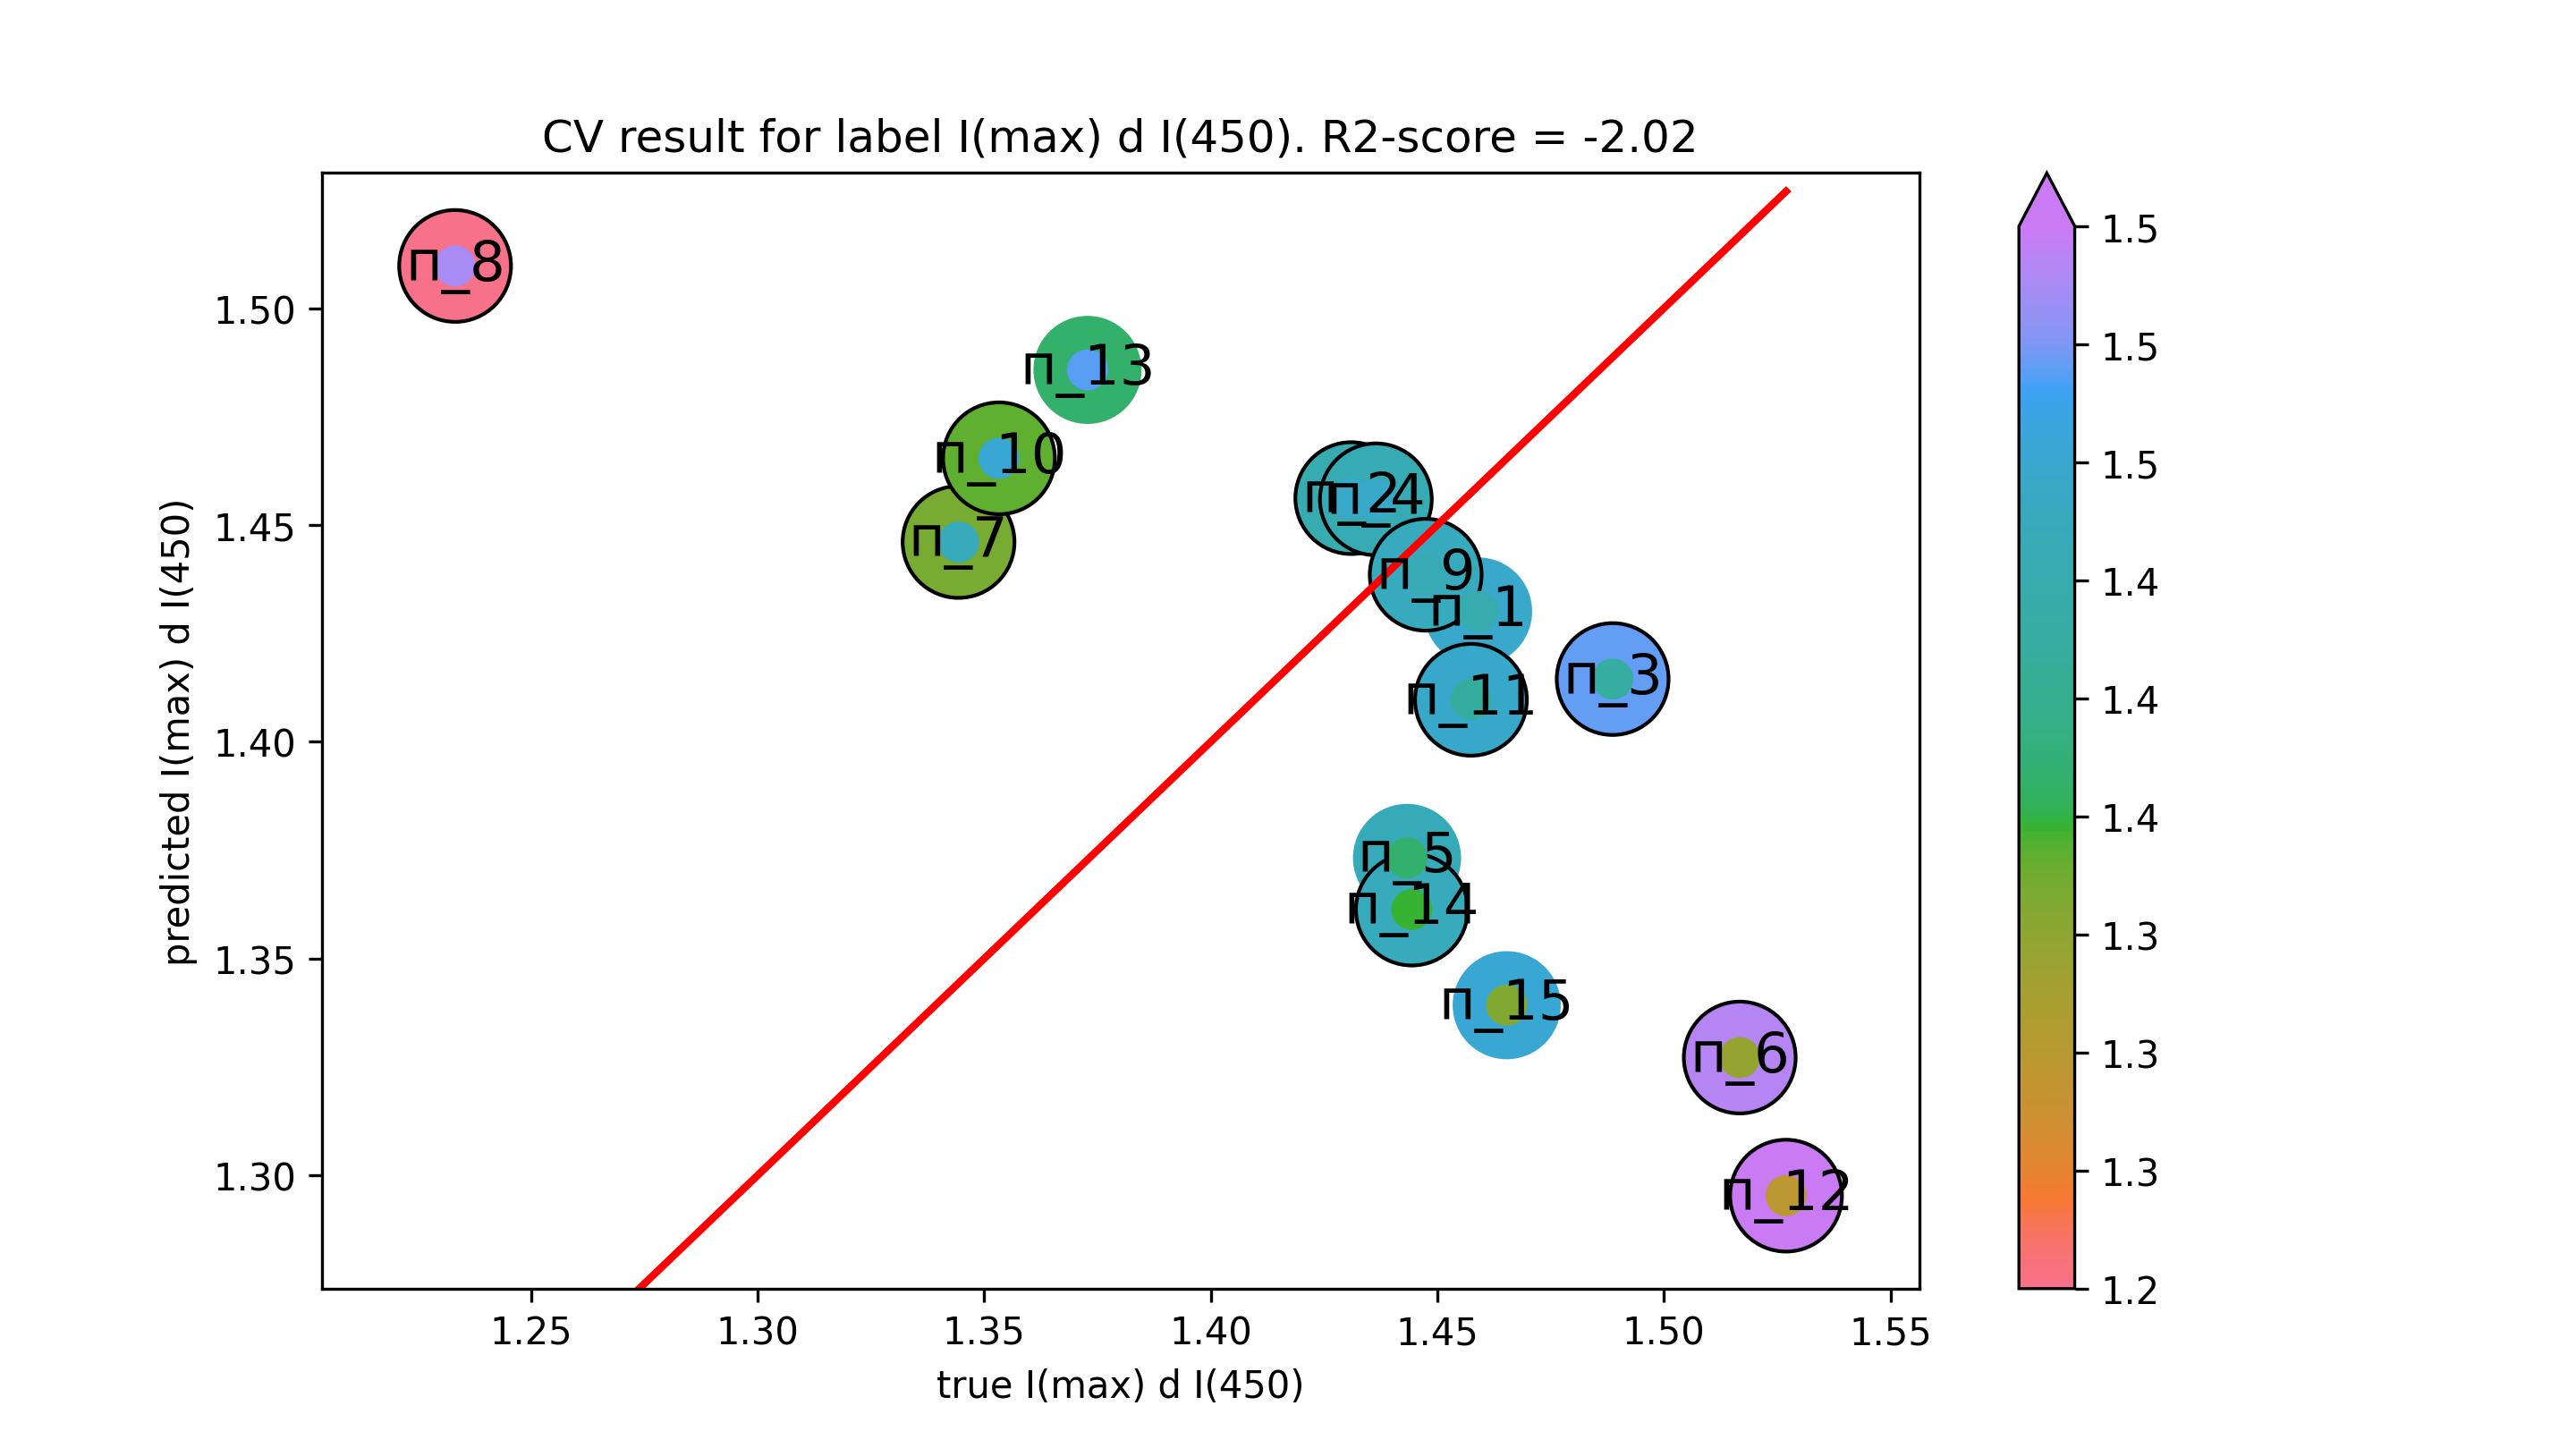 CV result for label I(max) d I(450). R2-score = -2.02
predicted I(max) d I(450)
1.50
1.45
1.40
1.35
1.30
п_8
п_13
п_10
п_7
п_2
п_4
п_9
п_1
п_3
п_11
п_5
п_14
п_15
п_6
п_12
1.25 1.30 1.35 1.40 1.45 1.50 1.55
true I(max) d I(450)
1.5
1.5
1.5
1.4
1.4
1.4
1.3
1.3
1.3
1.2